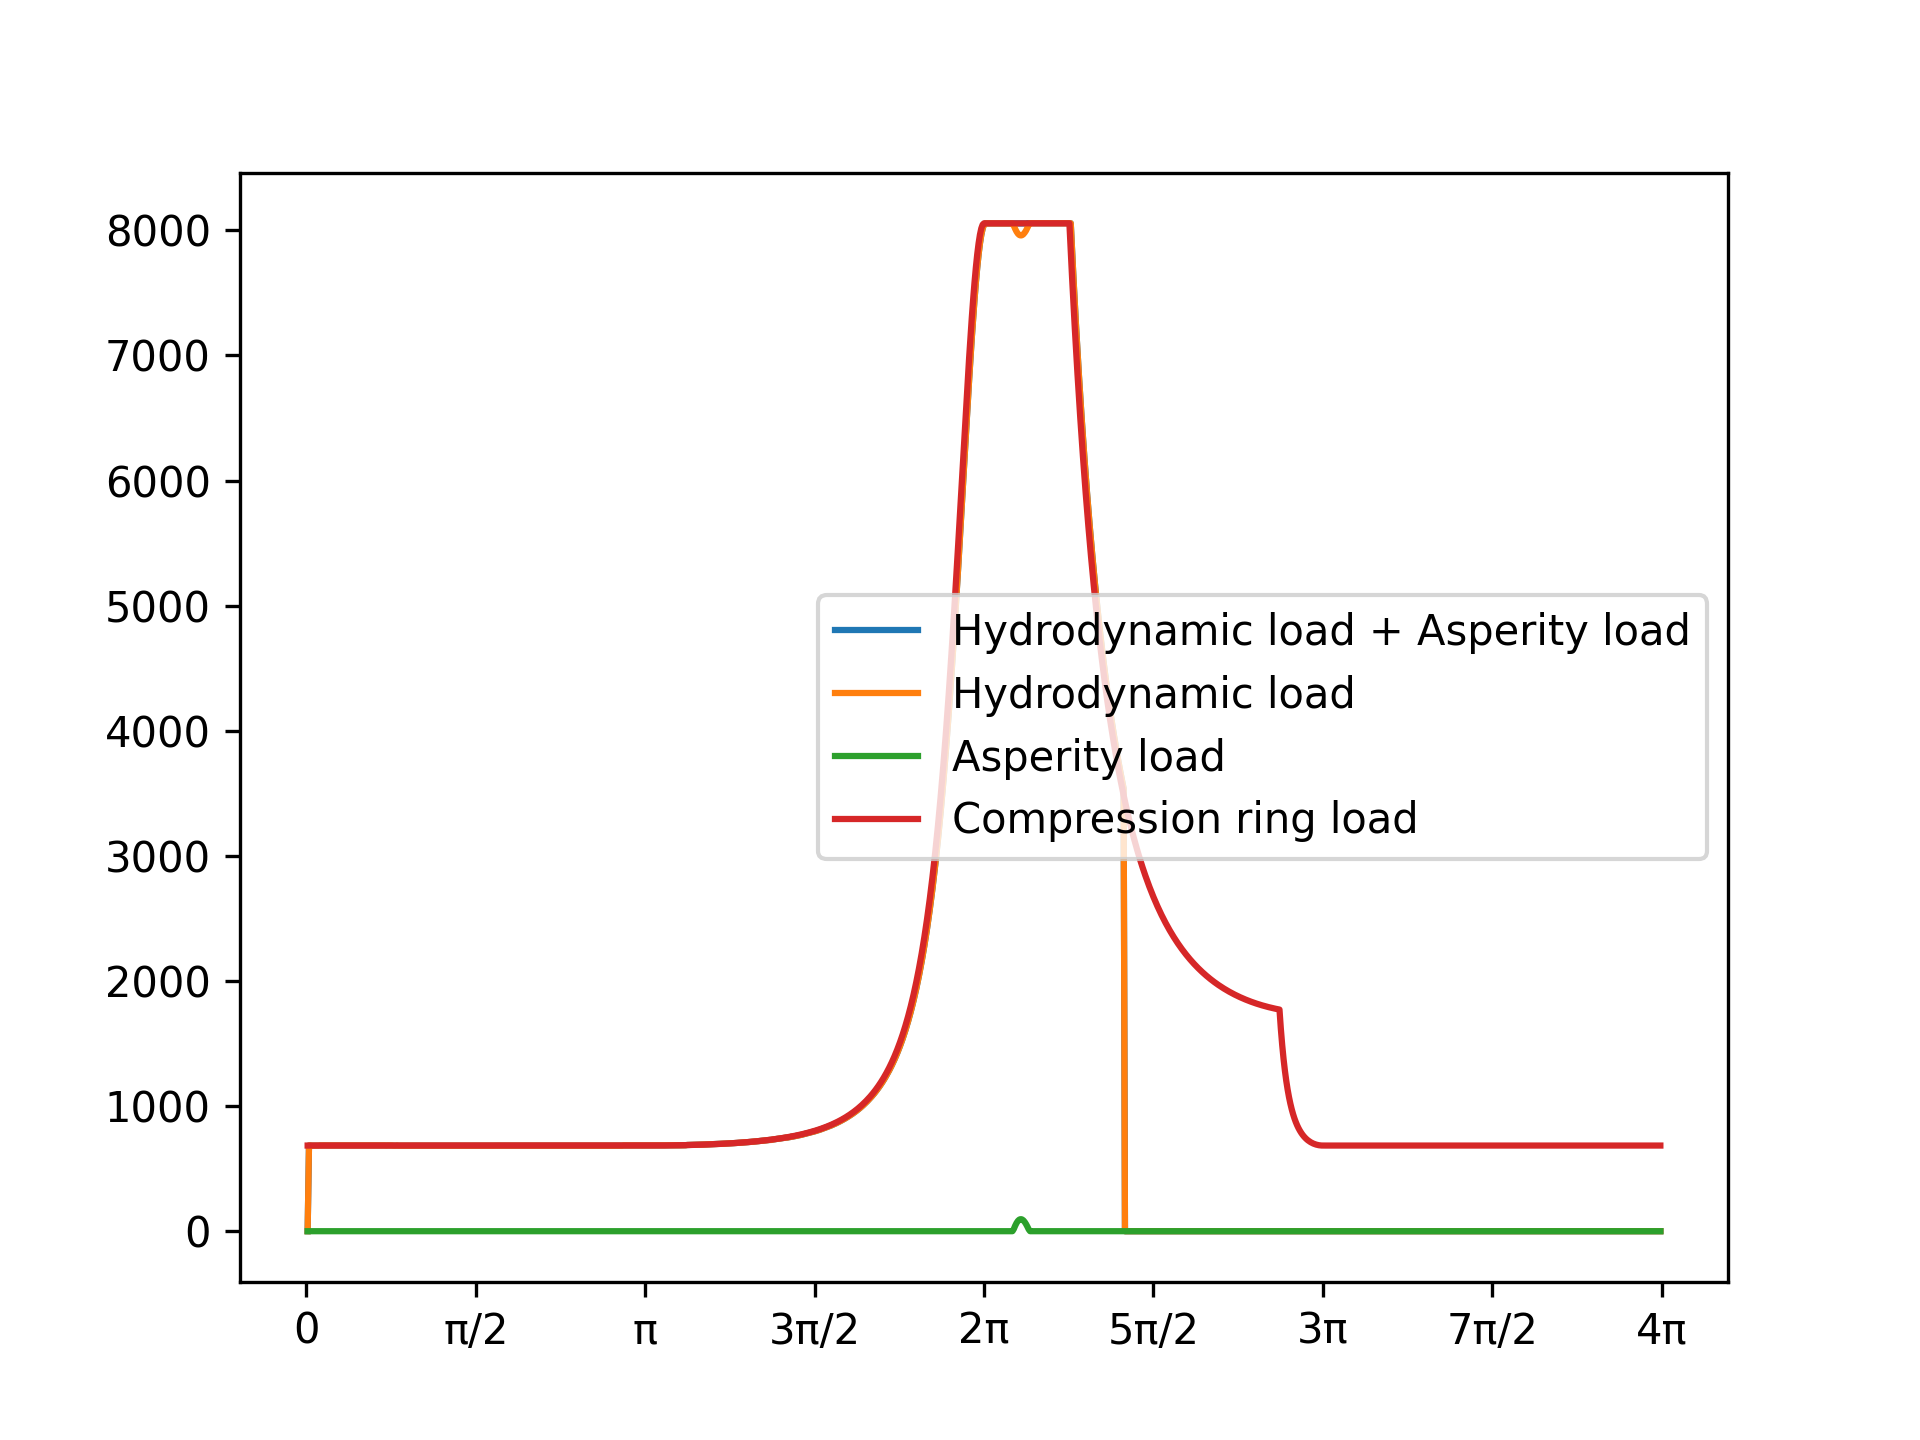 8000
7000
6000
5000
4000
3000
2000
1000
0
Hydrodynamic load + Asperity load
Hydrodynamic load
Asperity load
Compression ring load
0 π/2 π 3π/2 2π 5π/2 3π 7π/2 4π